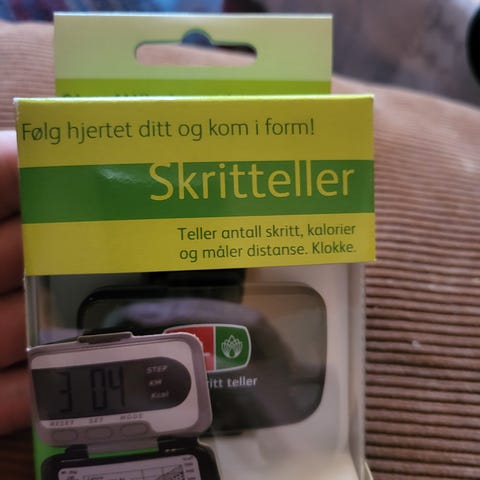 Følg hjertet ditt og kom i form!
Skritteller
Teller antall skritt, kalorier
og måler distanse. Klokke.
ritt teller
3 04
STEP
KM
Kcal
RESET SET MODE